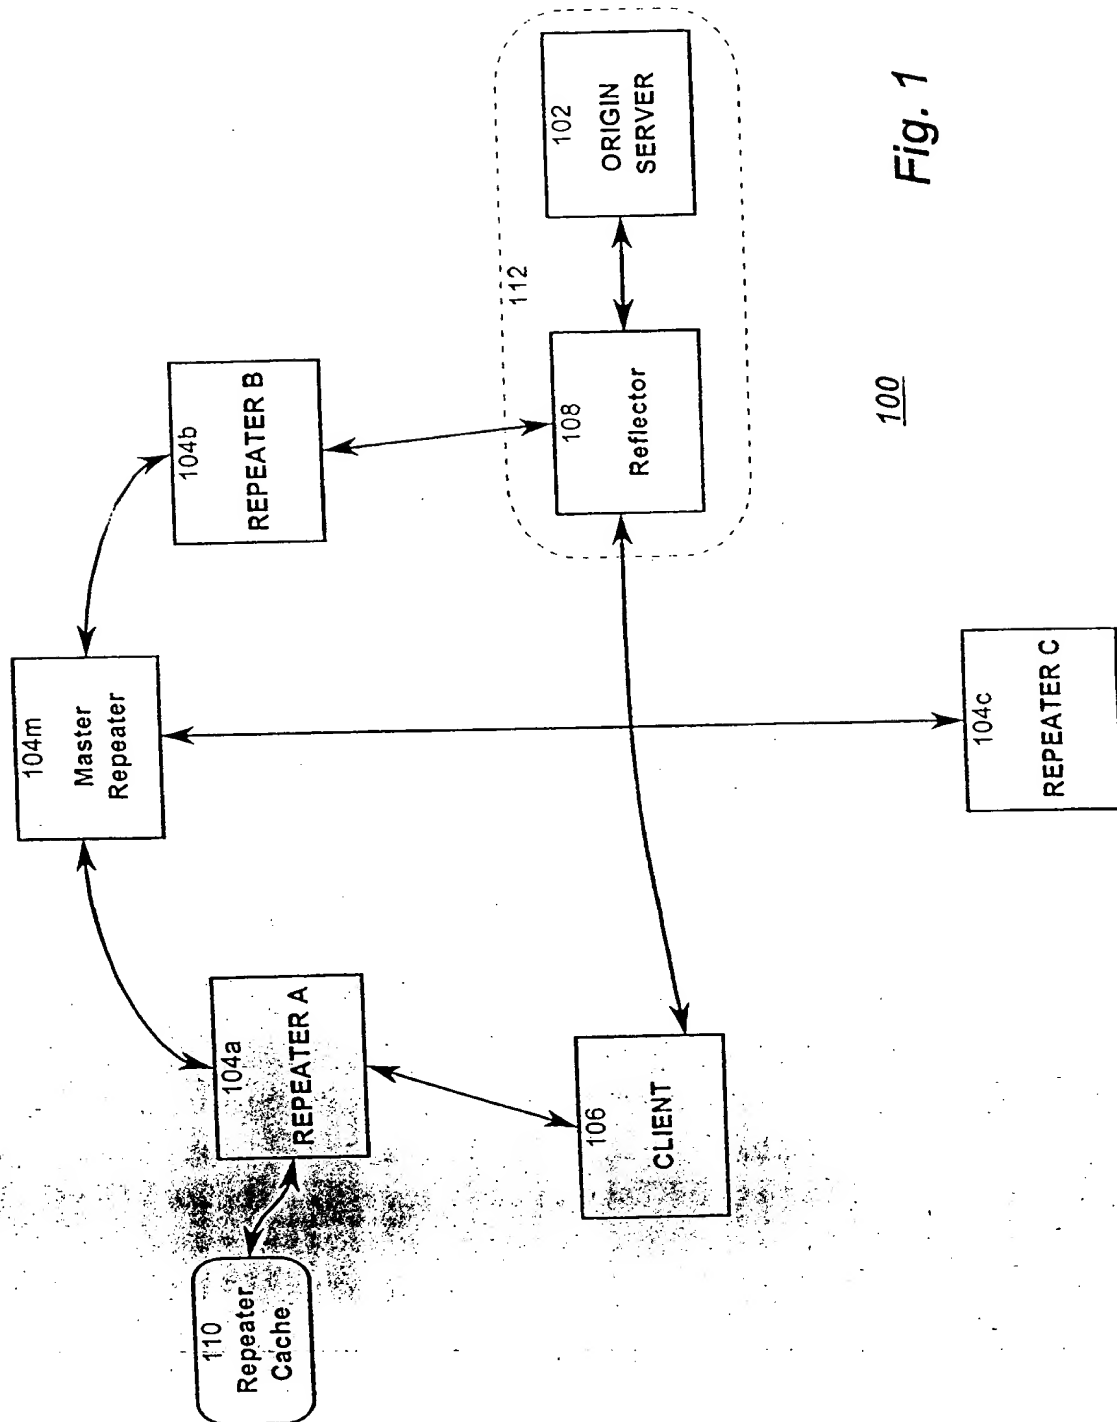 104m
Master
Repeater
110
Repeater
Cache
104a
REPEATER A
104b
REPEATER B
112
106
CLIENT
108
Reflector
102
ORIGIN
SERVER
104c
REPEATER C
100
Fig. 1